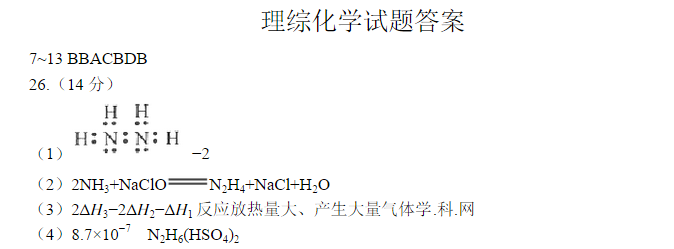 理综化学试题答案
7~13 BBACBDB
26.（14 分）
H H
H:N:N:H
（1） −2
（2）2NH₃+NaClO═══N₂H₄+NaCl+H₂O
（3）2ΔH₃−2ΔH₂−ΔH₁ 反应放热量大、产生大量气体学.科.网
（4）8.7×10⁻⁷ N₂H₆(HSO₄)₂